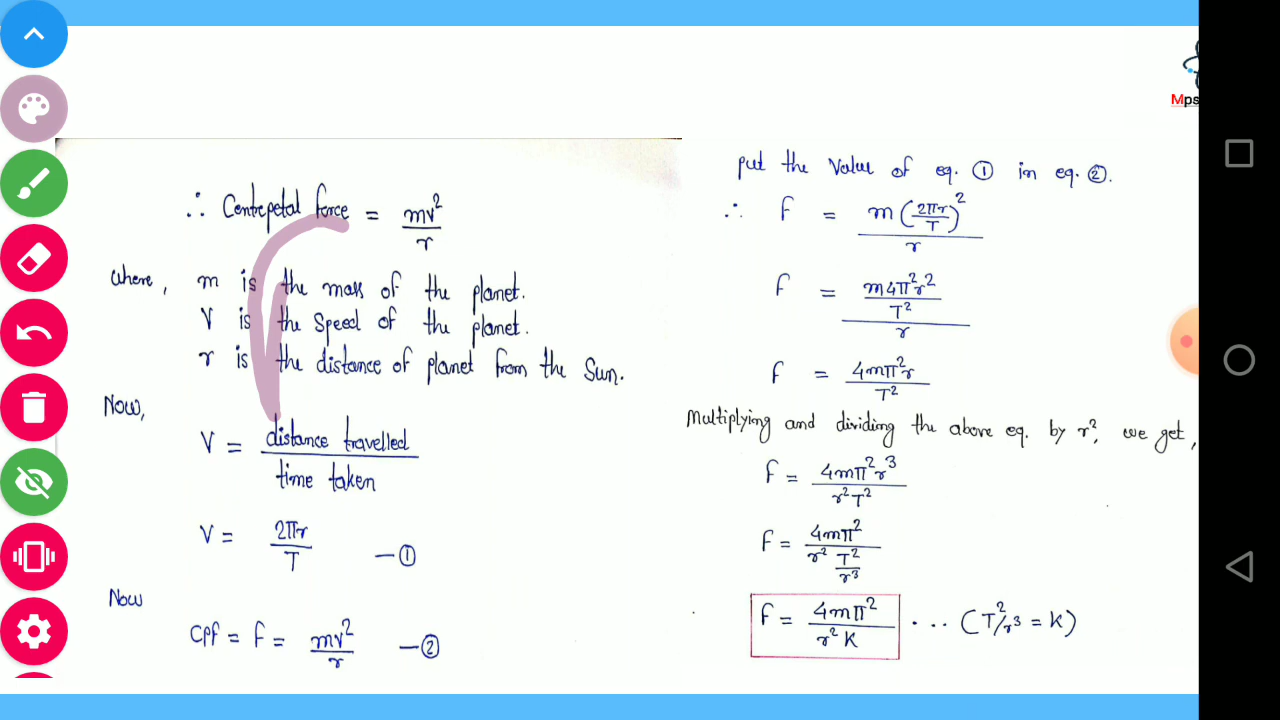 ∴ Centrepetal force = mv²/r
where, m is the mass of the planet.
V is the speed of the planet.
r is the distance of planet from the Sun.
Now,
V = distance travelled / time taken
V = 2πr/T —①
Now
Cpf = F = mv²/r —②
put the Value of eq. ① in eq. ②.
∴ F = m(2πr/T)²/r
F = m4π²r²/T²/r
F = 4mπ²r/T²
Multiplying and dividing the above eq. by r², we get,
F = 4mπ²r³/r²T²
F = 4mπ²/r² T²/r³
F = 4mπ²/r²K ... (T²/r³ = K)
Mps